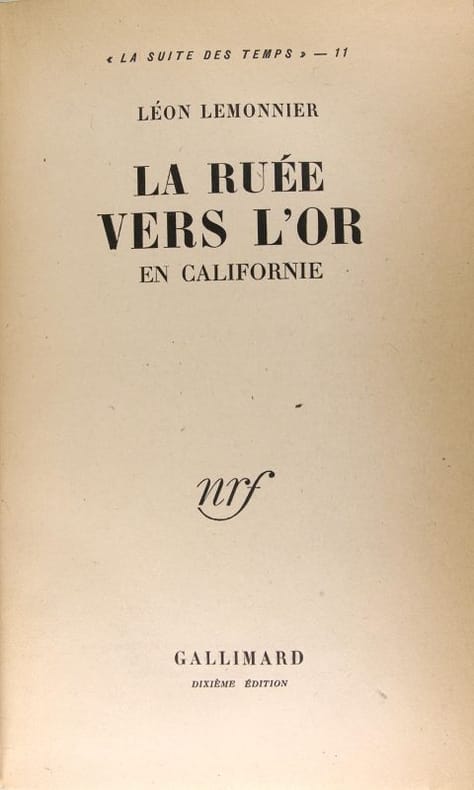 « LA SUITE DES TEMPS » — 11
LÉON LEMONNIER
LA RUÉE
VERS L'OR
EN CALIFORNIE
nrf
GALLIMARD
DIXIÈME ÉDITION